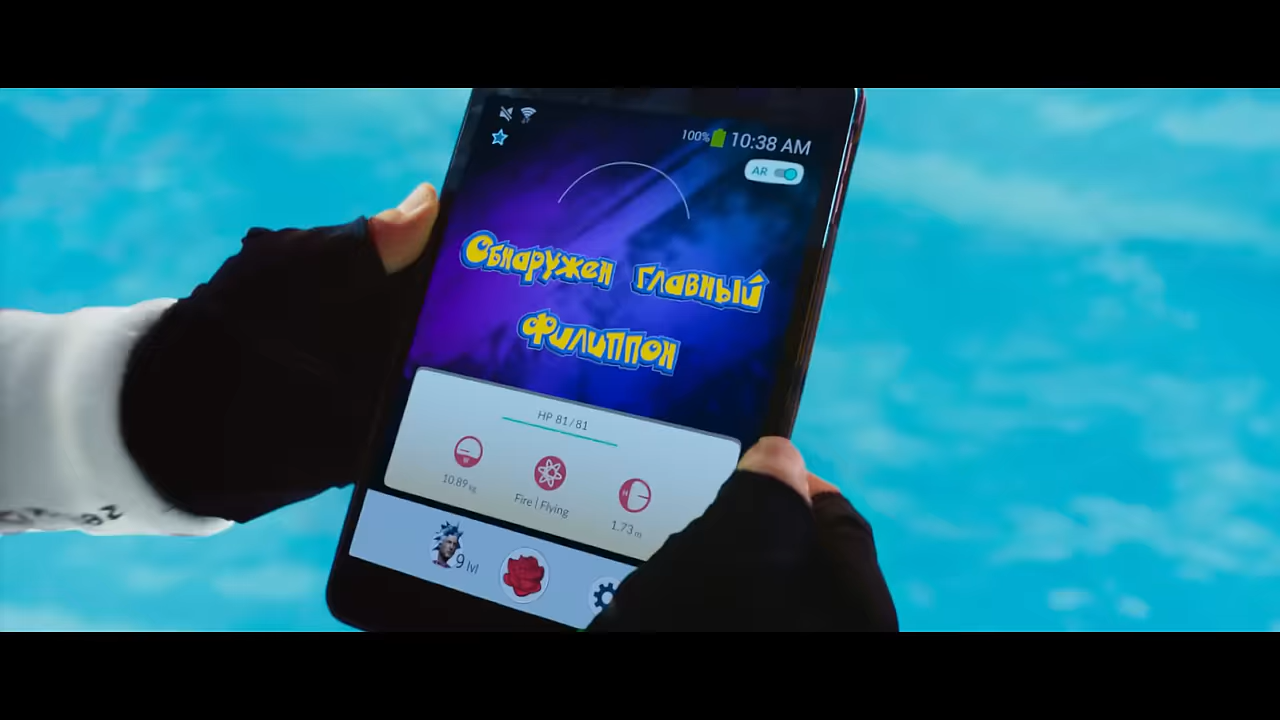 100% 10:38 AM
AR
Обнаружен главный
Филиппон
HP 81/81
10.89 kg
Fire | Flying
1.73 m
9 lvl